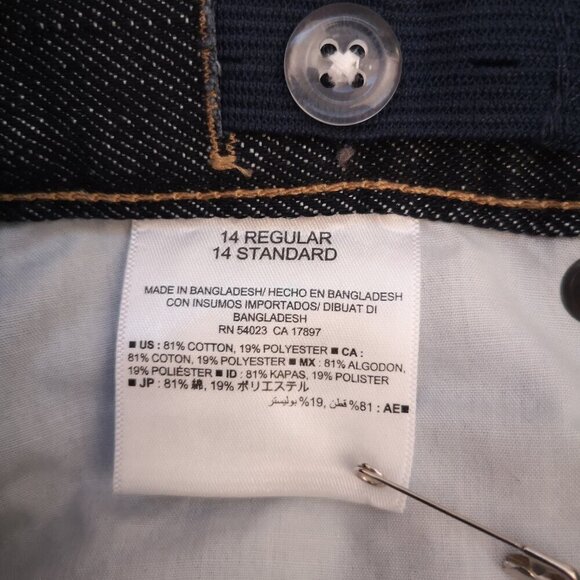 14 REGULAR
14 STANDARD
MADE IN BANGLADESH/ HECHO EN BANGLADESH
CON INSUMOS IMPORTADOS/ DIBUAT DI
BANGLADESH
RN 54023 CA 17897
■ US : 81% COTTON, 19% POLYESTER ■ CA :
81% COTON, 19% POLYESTER ■ MX : 81% ALGODON,
19% POLIÉSTER ■ ID : 81% KAPAS, 19% POLISTER
■ JP : 81% 綿, 19% ポリエステル
■AE : 81% قطن, 19% بوليستر